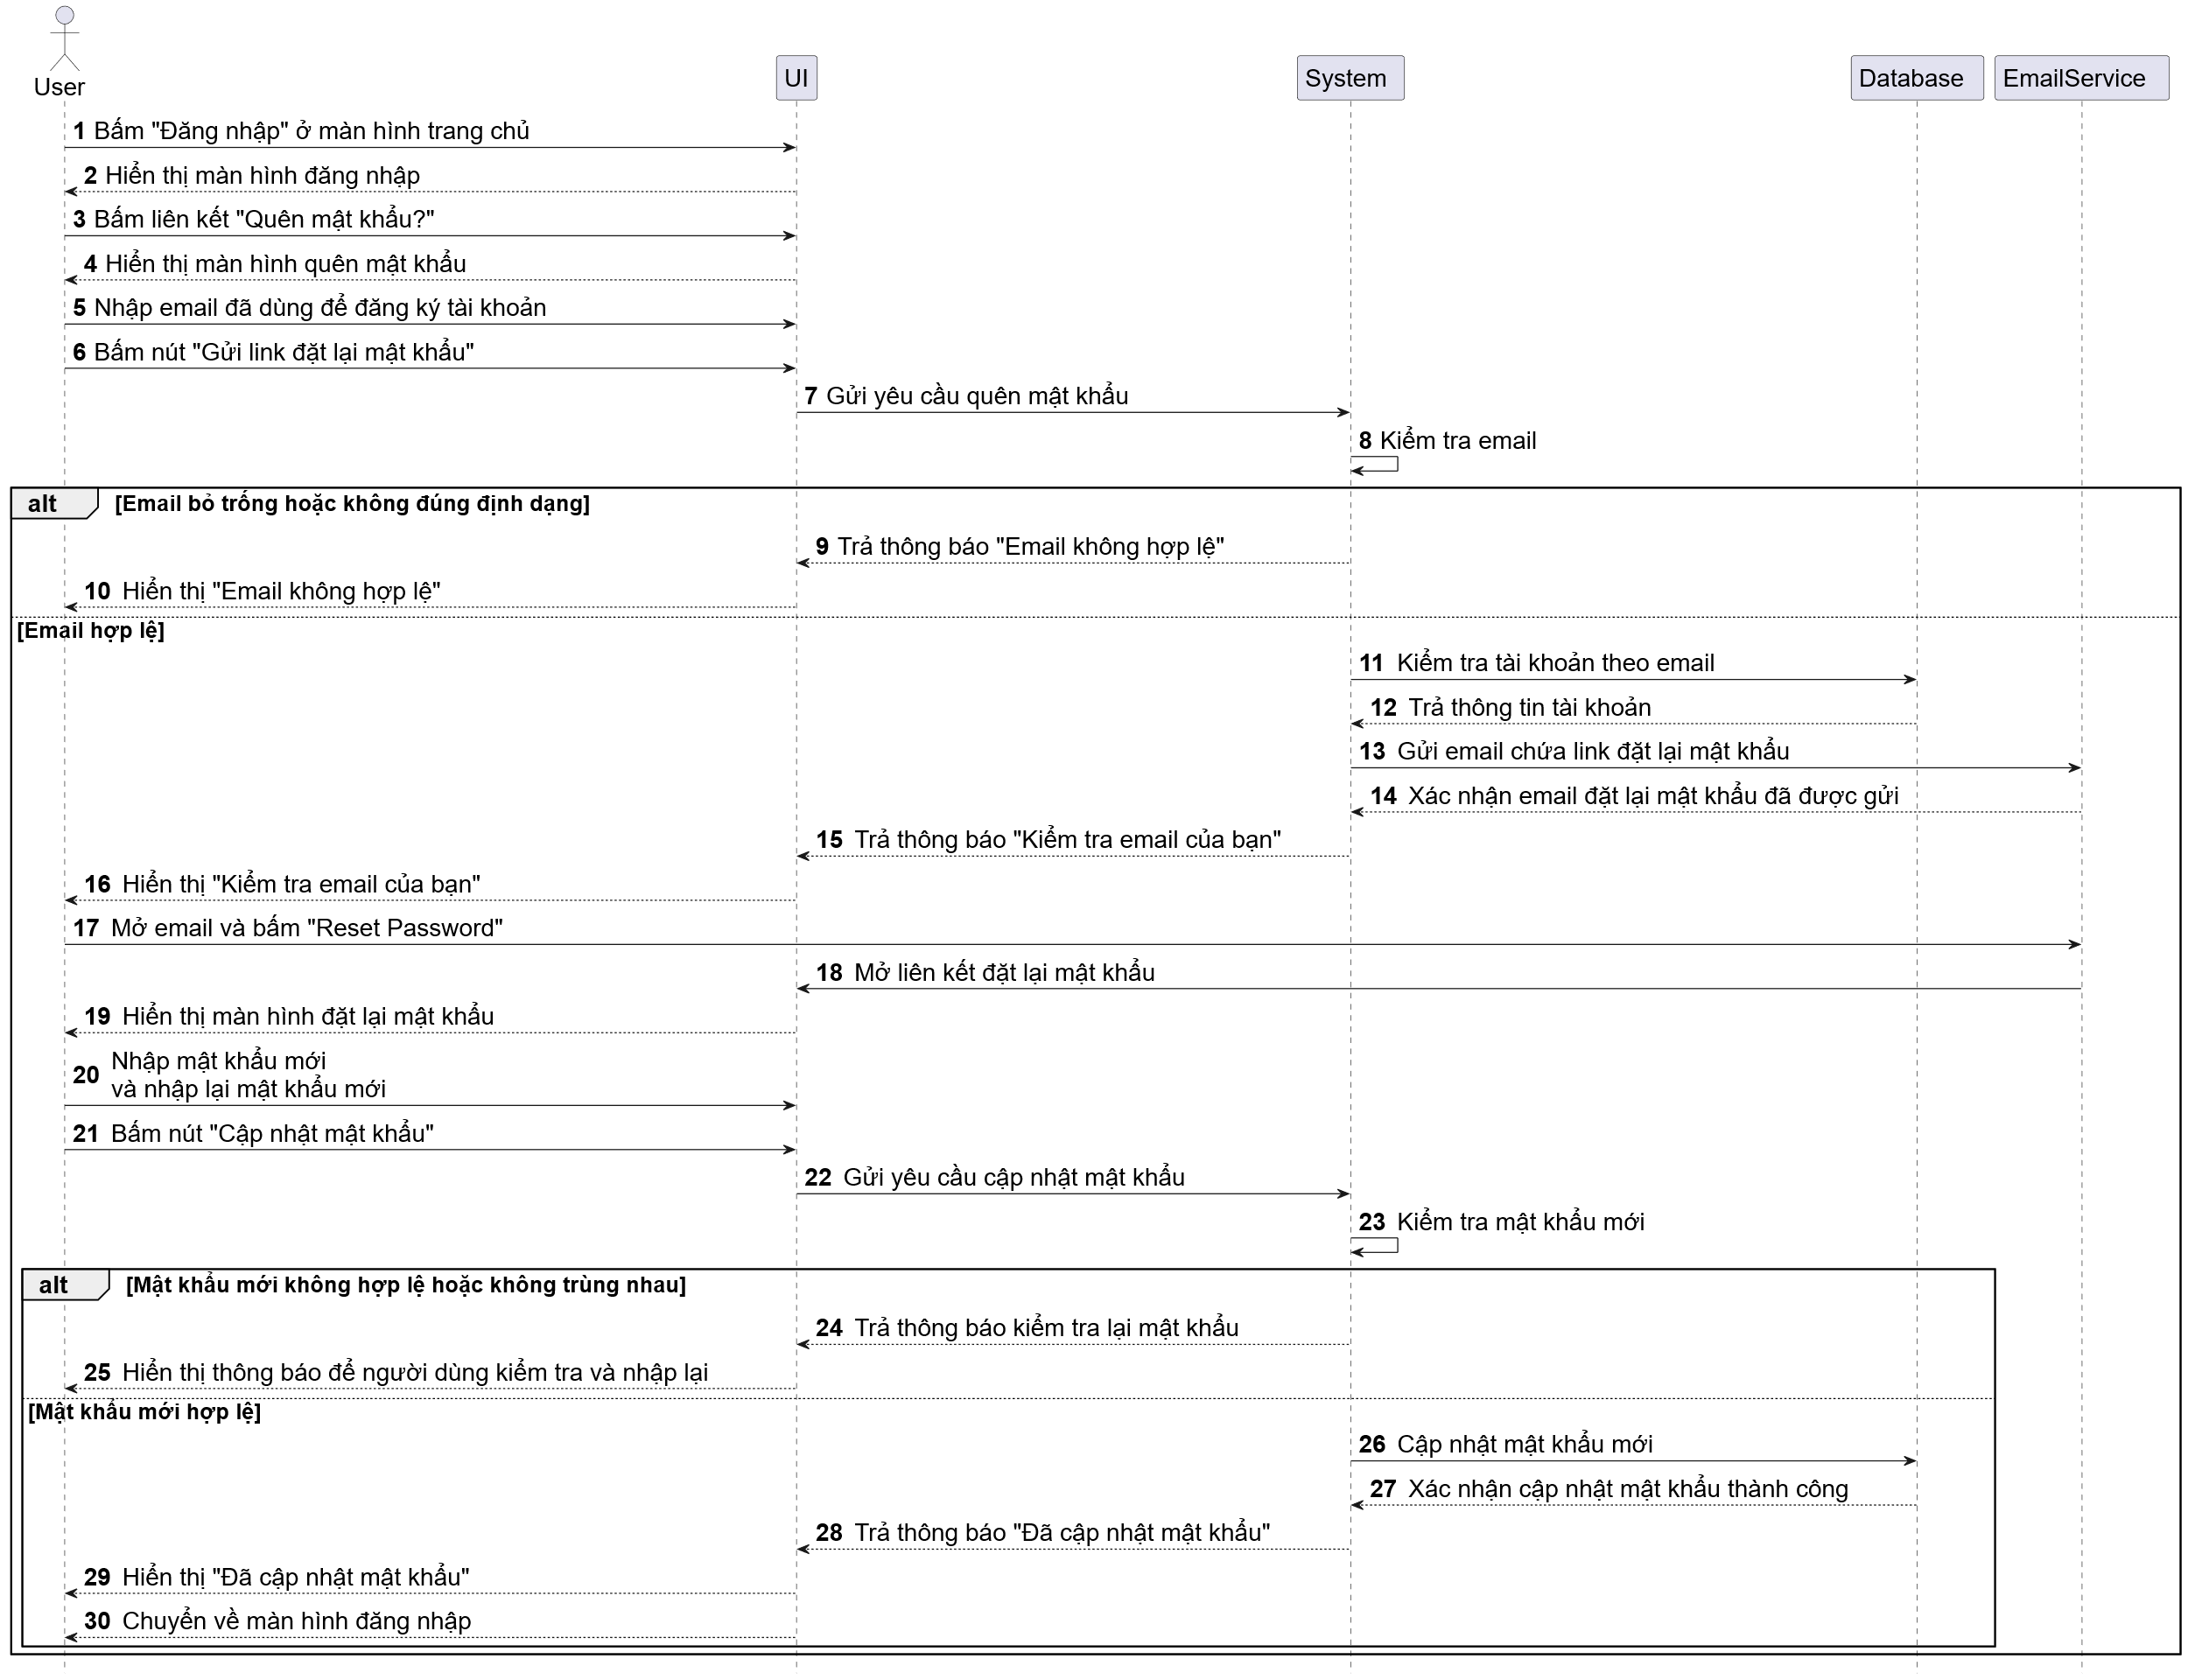 User
UI
System
Database
EmailService
1 Bấm "Đăng nhập" ở màn hình trang chủ
2 Hiển thị màn hình đăng nhập
3 Bấm liên kết "Quên mật khẩu?"
4 Hiển thị màn hình quên mật khẩu
5 Nhập email đã dùng để đăng ký tài khoản
6 Bấm nút "Gửi link đặt lại mật khẩu"
7 Gửi yêu cầu quên mật khẩu
8 Kiểm tra email
alt [Email bỏ trống hoặc không đúng định dạng]
9 Trả thông báo "Email không hợp lệ"
10 Hiển thị "Email không hợp lệ"
[Email hợp lệ]
11 Kiểm tra tài khoản theo email
12 Trả thông tin tài khoản
13 Gửi email chứa link đặt lại mật khẩu
14 Xác nhận email đặt lại mật khẩu đã được gửi
15 Trả thông báo "Kiểm tra email của bạn"
16 Hiển thị "Kiểm tra email của bạn"
17 Mở email và bấm "Reset Password"
18 Mở liên kết đặt lại mật khẩu
19 Hiển thị màn hình đặt lại mật khẩu
20 Nhập mật khẩu mới
và nhập lại mật khẩu mới
21 Bấm nút "Cập nhật mật khẩu"
22 Gửi yêu cầu cập nhật mật khẩu
23 Kiểm tra mật khẩu mới
alt [Mật khẩu mới không hợp lệ hoặc không trùng nhau]
24 Trả thông báo kiểm tra lại mật khẩu
25 Hiển thị thông báo để người dùng kiểm tra và nhập lại
[Mật khẩu mới hợp lệ]
26 Cập nhật mật khẩu mới
27 Xác nhận cập nhật mật khẩu thành công
28 Trả thông báo "Đã cập nhật mật khẩu"
29 Hiển thị "Đã cập nhật mật khẩu"
30 Chuyển về màn hình đăng nhập